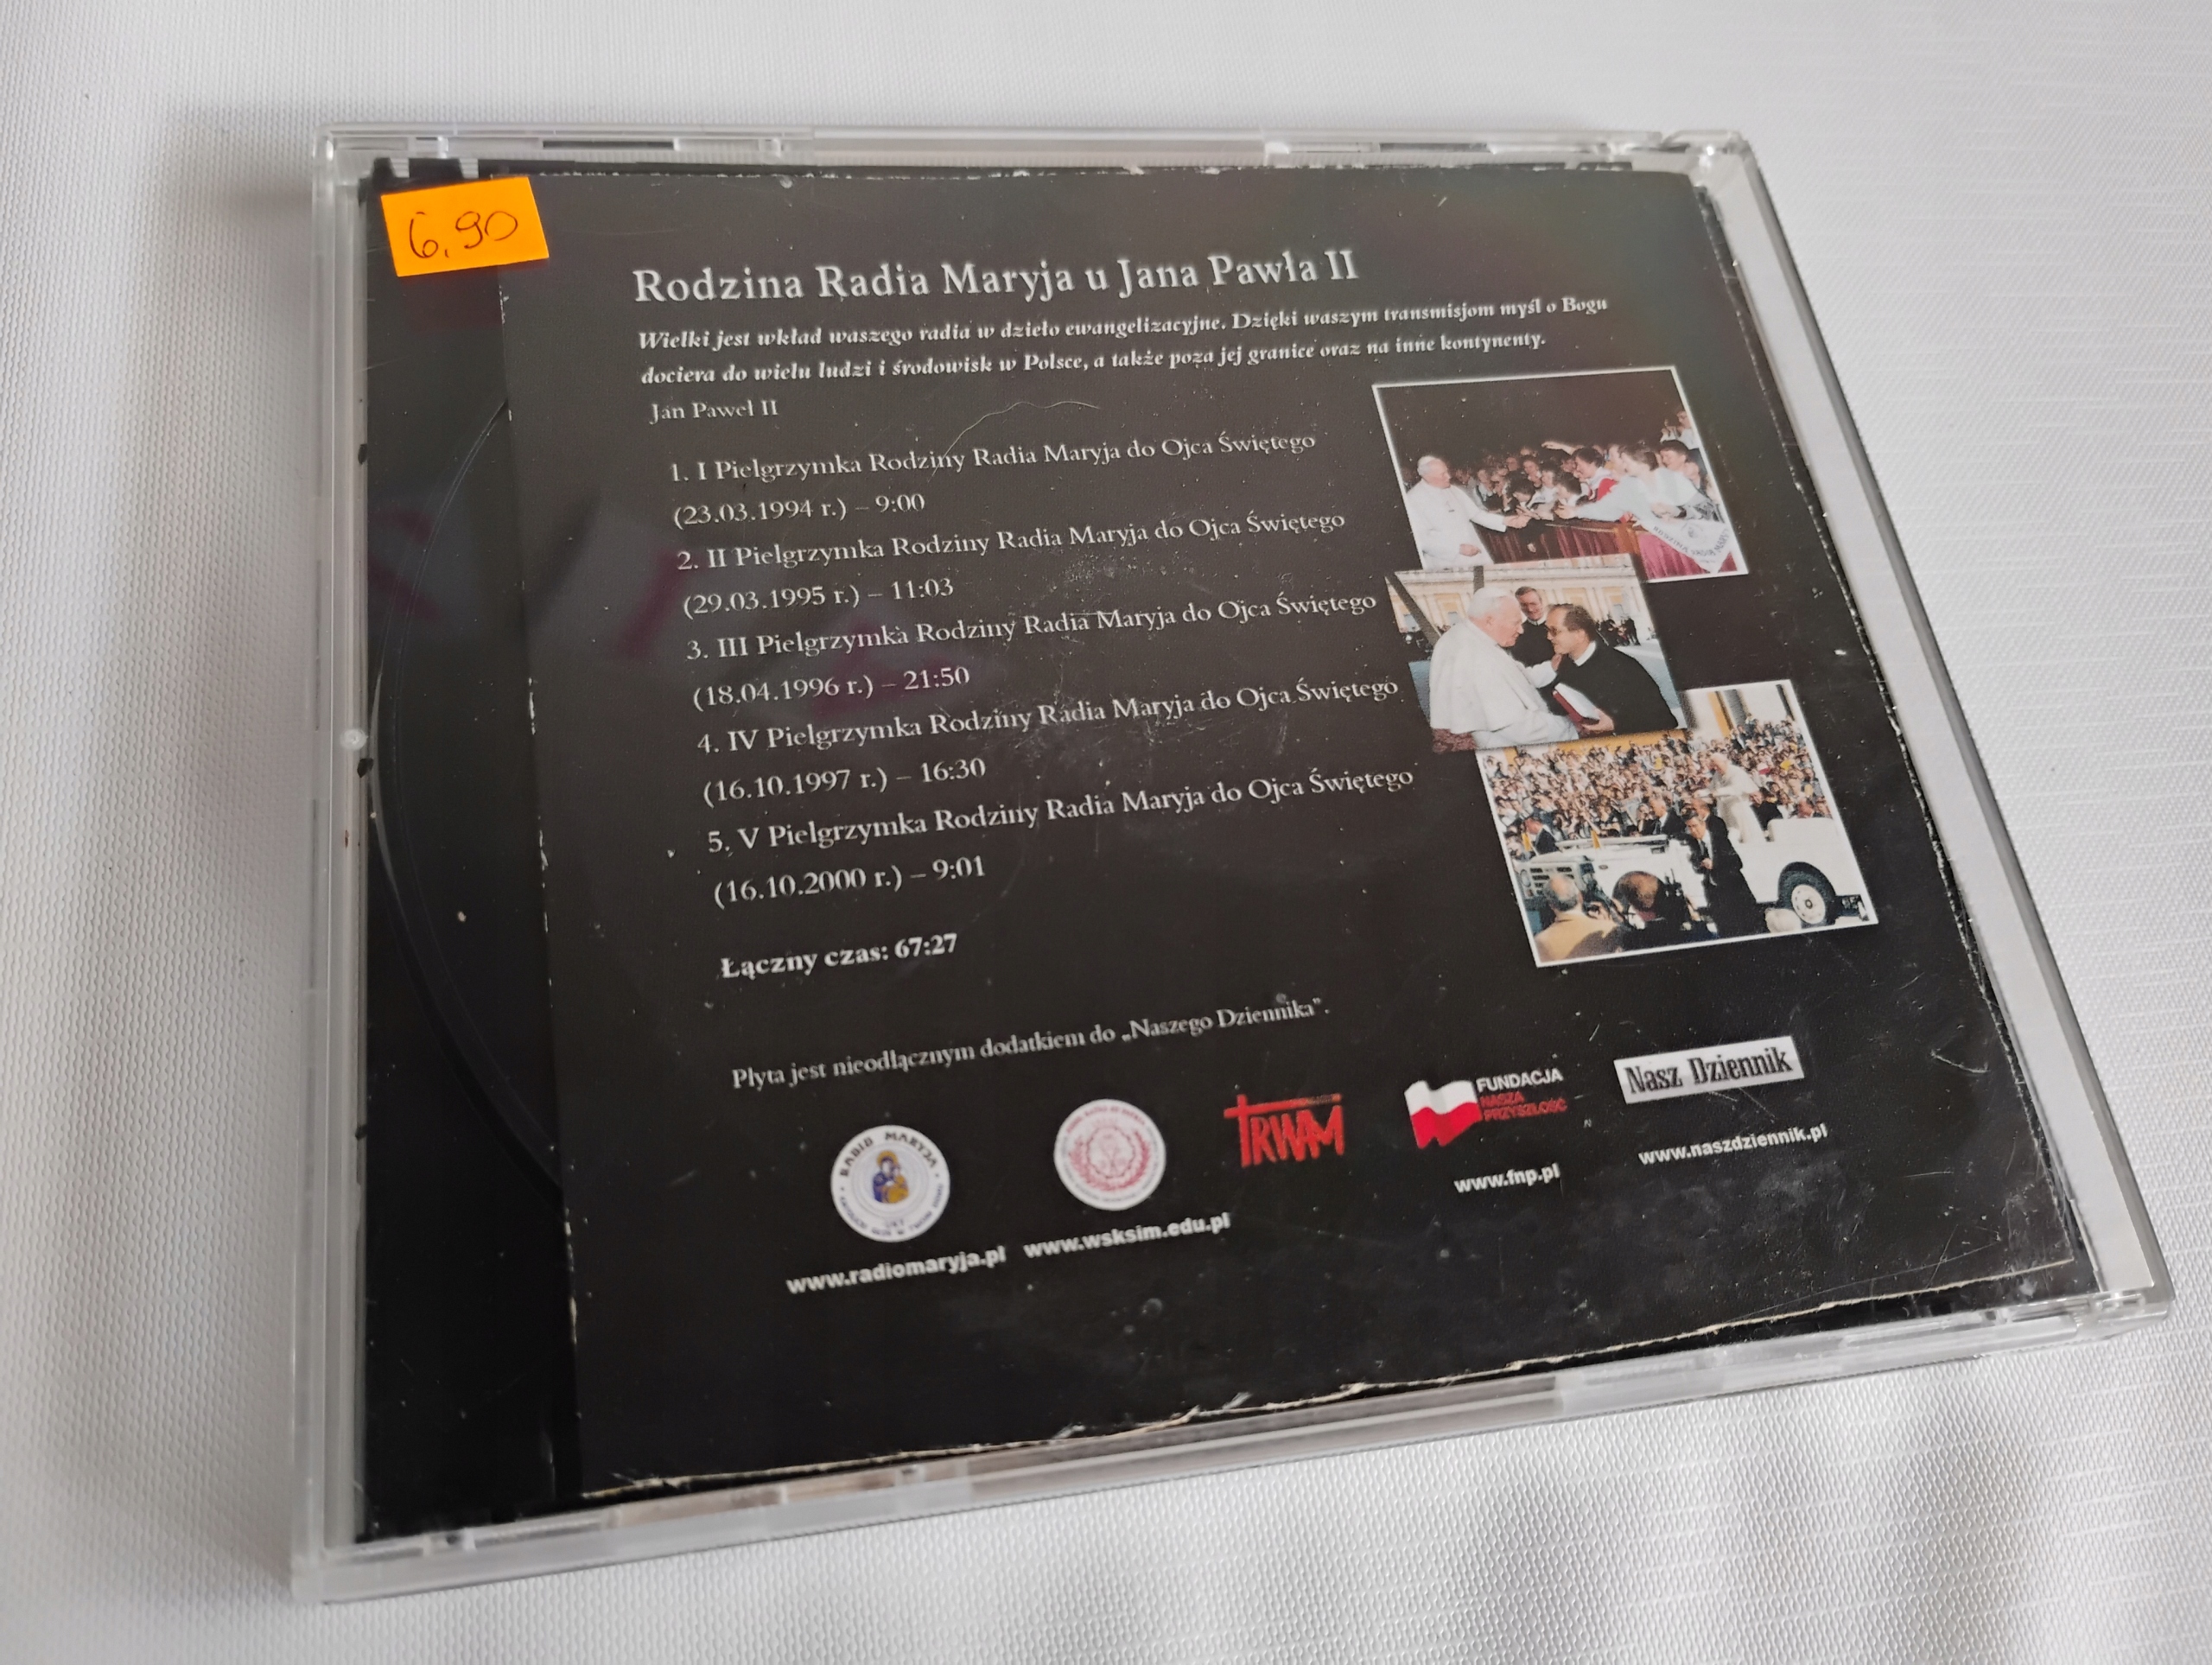 6,90
Rodzina Radia Maryja u Jana Pawła II
Wielki jest wkład waszego radia w dzieło ewangelizacyjne. Dzięki waszym transmisjom myśl o Bogu
dociera do wielu ludzi i środowisk w Polsce, a także poza jej granice oraz na inne kontynenty.
Jan Paweł II
1. I Pielgrzymka Rodziny Radia Maryja do Ojca Świętego
(23.03.1994 r.) – 9:00
2. II Pielgrzymka Rodziny Radia Maryja do Ojca Świętego
(29.03.1995 r.) – 11:03
3. III Pielgrzymka Rodziny Radia Maryja do Ojca Świętego
(18.04.1996 r.) – 21:50
4. IV Pielgrzymka Rodziny Radia Maryja do Ojca Świętego
(16.10.1997 r.) – 16:30
5. V Pielgrzymka Rodziny Radia Maryja do Ojca Świętego
(16.10.2000 r.) – 9:01
Łączny czas: 67:27
Płyta jest nieodłącznym dodatkiem do „Naszego Dziennika”.
RADIO MARYJA
TRWAM
FUNDACJA
NASZA
PRZYSZŁOŚĆ
Nasz Dziennik
www.radiomaryja.pl
www.wsksim.edu.pl
www.fnp.pl
www.naszdziennik.pl